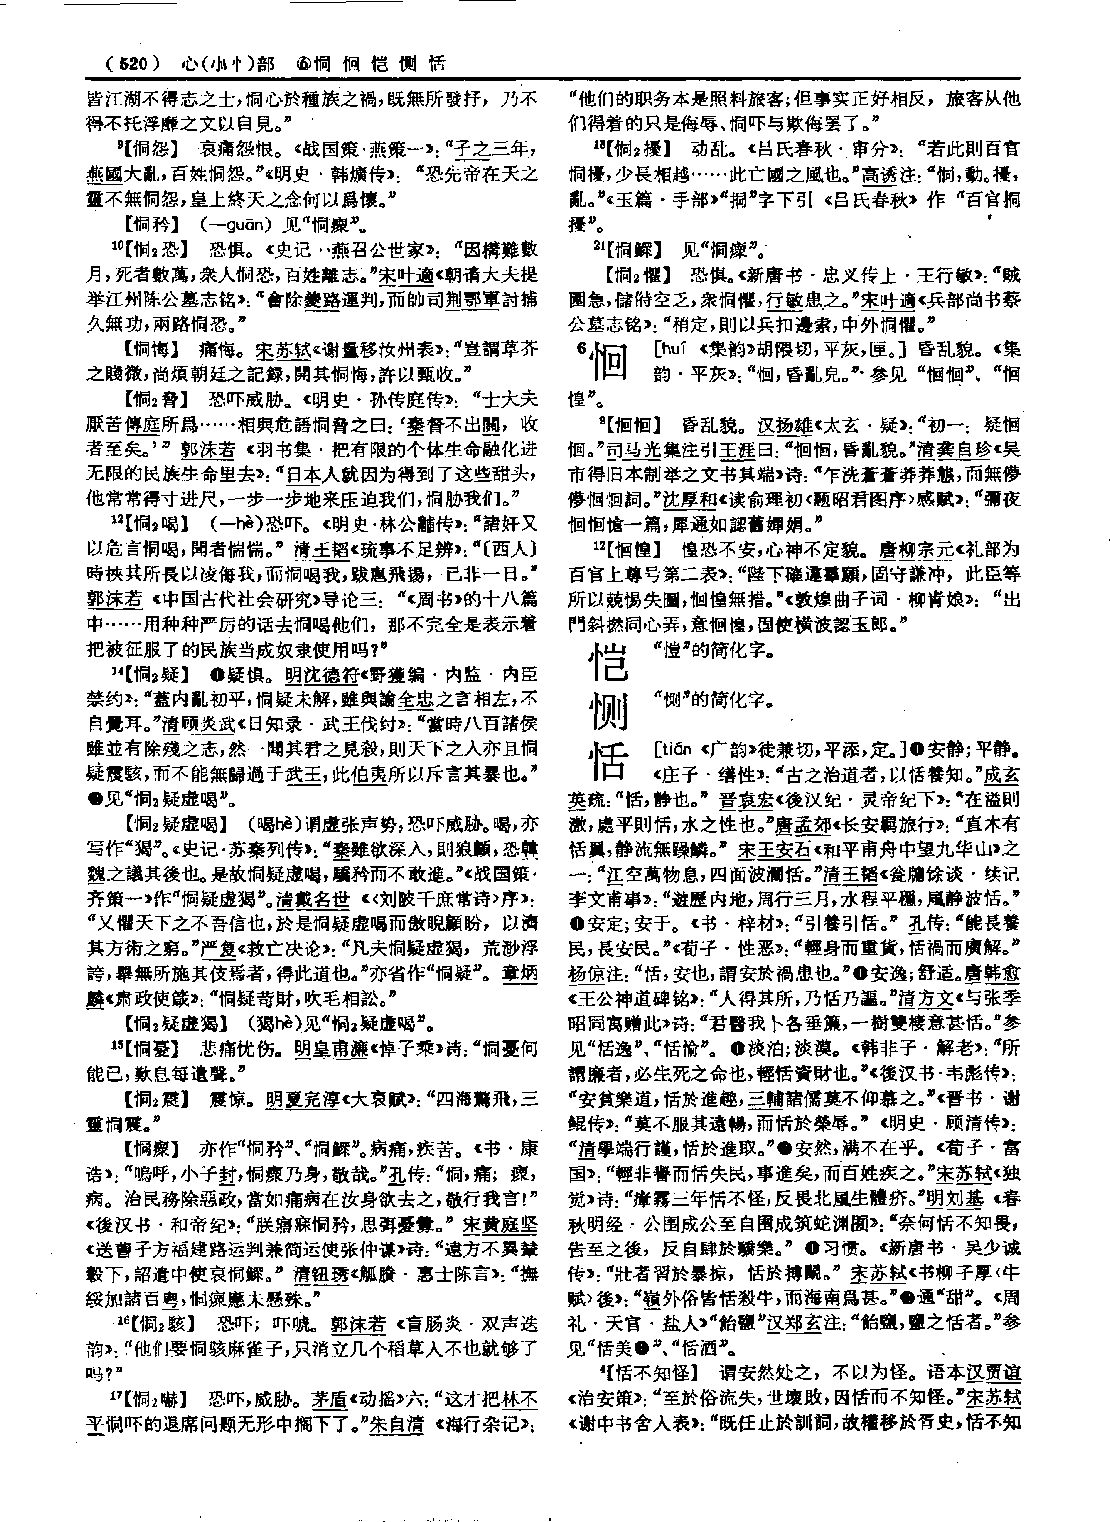 （520） 心(忄⺗)部 ⑥恫 恛 恺 恻 恬
皆江湖不得志之士，恫心於種族之禍，既無所發抒，乃不
得不托浮靡之文以自見。”
⁹【恫怨】 哀痛怨恨。《战国策·燕策一》：“子之三年，
燕國大亂，百姓恫怨。”《明史·韩爌传》：“恐先帝在天之
靈不無恫怨，皇上終天之念何以爲懷。”
【恫矜】 （—guān）见“恫瘝”。
¹⁰【恫₂恐】 恐惧。《史记·燕召公世家》：“因構難數
月，死者數萬，衆人恫恐，百姓離志。”宋叶適《朝请大夫提
举江州陈公墓志铭》：“會除夔路運判，而帥司荆鄂軍討捕
久無功，兩路恫恐。”
【恫悔】 痛悔。宋苏轼《谢量移汝州表》：“豈謂草芥
之賤微，尚煩朝廷之記録，開其恫悔，許以甄收。”
【恫₂脅】 恐吓威胁。《明史·孙传庭传》：“士大夫
厭苦傳庭所爲……相與危語恫脅之曰：‘秦督不出關，收
者至矣。’” 郭沫若《羽书集·把有限的个体生命融化进
无限的民族生命里去》：“日本人就因为得到了这些甜头，
他常常得寸进尺，一步一步地来压迫我们，恫胁我们。”
¹²【恫₂喝】 （—hè）恐吓。《明史·林公黼传》：“諸奸又
以危言恫喝，聞者惴惴。” 清王韬《琉事不足辨》：“〔西人〕
時挾其所長以凌侮我，而恫喝我，跋扈飛揚，已非一日。”
郭沫若《中国古代社会研究》导论三：“《周书》的十八篇
中……用种种严厉的话去恫喝他们，那不完全是表示着
把被征服了的民族当成奴隶使用吗？”
¹⁴【恫₂疑】 ❶疑惧。明沈德符《野獲编·内监·内臣
禁约》：“蓋内亂初平，恫疑未解，雖與諭全忠之言相左，不
自覺耳。”清顾炎武《日知录·武王伐纣》：“當時八百諸侯
雖並有除殘之志，然一聞其君之見殺，則天下之人亦且恫
疑震駭，而不能無歸過于武王，此伯夷所以斥言其暴也。”
❷见“恫₂疑虚喝”。
【恫₂疑虚喝】 （喝hè）谓虚张声势，恐吓威胁。喝，亦
写作“猲”。《史记·苏秦列传》：“秦雖欲深入，則狼顧，恐韓
魏之議其後也。是故恫疑虚喝，驕矜而不敢進。”《战国策·
齐策一》作“恫疑虚猲”。清戴名世《〈刘陂千庶常诗〉序》：
“又懼天下之不吾信也，於是恫疑虚喝而傲睨顧盼，以濟
其方術之窮。”严复《救亡决论》：“凡夫恫疑虚猲，荒渺浮
誇，舉無所施其伎焉者，得此道也。”亦省作“恫疑”。章炳
麟《肃政使箴》：“恫疑苛財，吹毛相訟。”
【恫₂疑虚猲】 （猲hè）见“恫₂疑虚喝”。
¹⁵【恫憂】 悲痛忧伤。明皇甫濂《悼子乘》诗：“恫憂何
能已，歎息每遺聲。”
【恫₂震】 震惊。明夏完淳《大哀赋》：“四海驚飛，三
靈恫震。”
【恫瘝】 亦作“恫矜”、“恫鰥”。病痛，疾苦。《书·康
诰》：“嗚呼，小子封，恫瘝乃身，敬哉。”孔传：“恫，痛；瘝，
病。治民務除惡政，當如痛病在汝身欲去之，敬行我言！”
《後汉书·和帝纪》：“朕寤寐恫矜，思弭憂釁。” 宋黄庭坚
《送曹子方福建路运判兼简运使张仲谋》诗：“遠方不異輦
轂下，詔遣中使哀恫鰥。” 清钮琇《觚賸·惠士陈言》：“撫
綏加諸百粤，恫瘝應未懸殊。”
¹⁶【恫₂駭】 恐吓；吓唬。郭沫若《盲肠炎·双声迭
韵》：“他们要恫骇麻雀子，只消立几个稻草人不也就够了
吗？”
¹⁷【恫₂嚇】 恐吓，威胁。茅盾《动摇》六：“这才把林不
平恫吓的退席问题无形中搁下了。”朱自清《海行杂记》：
“他们的职务本是照料旅客；但事实正好相反，旅客从他
们得着的只是侮辱、恫吓与欺侮罢了。”
¹⁸【恫₂擾】 动乱。《吕氏春秋·审分》：“若此則百官
恫擾，少長相越……此亡國之風也。”高诱注：“恫，動。擾，
亂。”《玉篇·手部》“挏”字下引《吕氏春秋》作“百官挏
擾”。
²¹【恫鰥】 见“恫瘝”。
【恫₂懼】 恐惧。《新唐书·忠义传上·王行敏》：“賊
圍急，儲偫空乏，衆恫懼，行敏患之。”宋叶適《兵部尚书蔡
公墓志铭》：“稍定，則以兵扣邊索，中外恫懼。”
⁶恛 ［huí 《集韵》胡隈切，平灰，匣。］昏乱貌。《集
韵·平灰》：“恛，昏亂皃。”参见“恛恛”、“恛
惶”。
⁹【恛恛】 昏乱貌。汉扬雄《太玄·疑》：“初一：疑恛
恛。”司马光集注引王涯曰：“恛恛，昏亂貌。”清龚自珍《吴
市得旧本制举之文书其端》诗：“乍洗蒼蒼莽莽態，而無儚
儚恛恛詞。”沈厚和《读俞理初〈题昭君图序〉感赋》：“彌夜
恛恛愴一篇，犀通如認舊嬋娟。”
¹²【恛惶】 惶恐不安，心神不定貌。唐柳宗元《礼部为
百官上尊号第二表》：“陛下確違羣願，固守謙冲，此臣等
所以兢惕失圖，恛惶無措。”《敦煌曲子词·柳青娘》：“出
門斜撚同心弄，意恛惶，固使横波認玉郎。”
恺 “愷”的简化字。
恻 “惻”的简化字。
恬 ［tián 《广韵》徒兼切，平添，定。］❶安静；平静。
《庄子·缮性》：“古之治道者，以恬養知。”成玄
英疏：“恬，静也。” 晋袁宏《後汉纪·灵帝纪下》：“在溢則
激，處平則恬，水之性也。”唐孟郊《长安羁旅行》：“直木有
恬翼，静流無躁鱗。” 宋王安石《和平甫舟中望九华山》之
一：“江空萬物息，四面波瀾恬。”清王韬《瓮牖馀谈·续记
李文甫事》：“遊歷内地，周行三月，水程平穩，風静波恬。”
❷安定；安于。《书·梓材》：“引養引恬。” 孔传：“能長養
民，長安民。”《荀子·性恶》：“輕身而重貨，恬禍而廣解。”
杨倞注：“恬，安也，謂安於禍患也。”❸安逸；舒适。唐韩愈
《王公神道碑铭》：“人得其所，乃恬乃謳。”清方文《与张季
昭同寓赠此》诗：“君醫我卜各垂簾，一樹雙棲意甚恬。”参
见“恬逸”、“恬愉”。❹淡泊；淡漠。《韩非子·解老》：“所
謂廉者，必生死之命也，輕恬資財也。”《後汉书·韦彪传》：
“安貧樂道，恬於進趣，三輔諸儒莫不仰慕之。”《晋书·谢
鲲传》：“莫不服其遠暢，而恬於榮辱。” 《明史·顾清传》：
“清學端行謹，恬於進取。”❺安然，满不在乎。《荀子·富
国》：“輕非譽而恬失民，事進矣，而百姓疾之。”宋苏轼《独
觉》诗：“瘴霧三年恬不怪，反畏北風生體疥。”明刘基《春
秋明经·公围成公至自围成筑蛇渊囿》：“奈何恬不知畏，
告至之後，反自肆於驕樂。” ❻习惯。《新唐书·吴少诚
传》：“壯者習於暴掠，恬於搏鬭。” 宋苏轼《书柳子厚〈牛
赋〉後》：“嶺外俗皆恬殺牛，而海南爲甚。”❼通“甜”。《周
礼·天官·盐人》“飴鹽”汉郑玄注：“飴鹽，鹽之恬者。”参
见“恬美❷”、“恬酒”。
⁴【恬不知怪】 谓安然处之，不以为怪。语本汉贾谊
《治安策》：“至於俗流失，世壞敗，因恬而不知怪。”宋苏轼
《谢中书舍人表》：“既任止於訓詞，故權移於胥史，恬不知